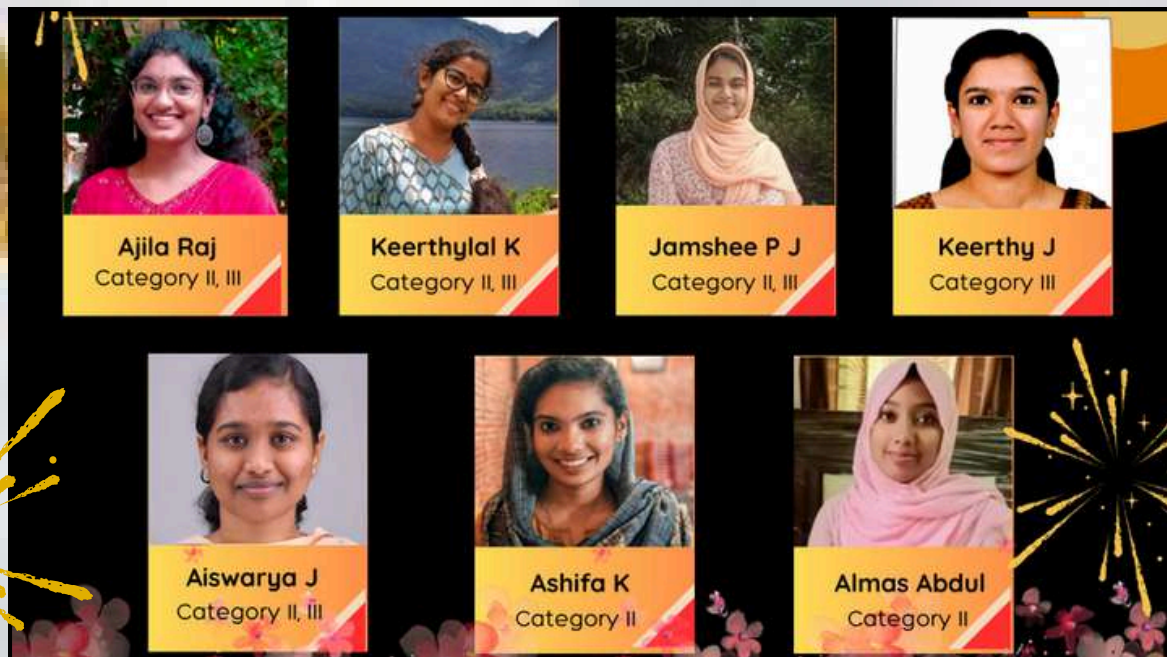 Ajila Raj
Category II, III
Keerthylal K
Category II, III
Jamshee P J
Category II, III
Keerthy J
Category III
Aiswarya J
Category II, III
Ashifa K
Category II
Almas Abdul
Category II